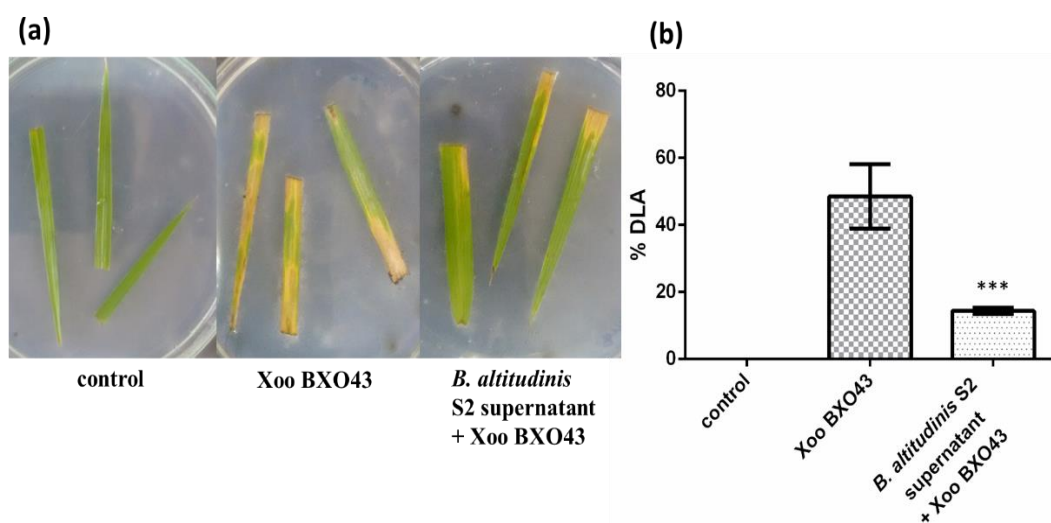 (a)
control
Xoo BXO43
B. altitudinis
S2 supernatant
+ Xoo BXO43
(b)
% DLA
80
60
40
20
0
***
control
Xoo BXO43
B. altitudinis S2
supernatant
+ Xoo BXO43